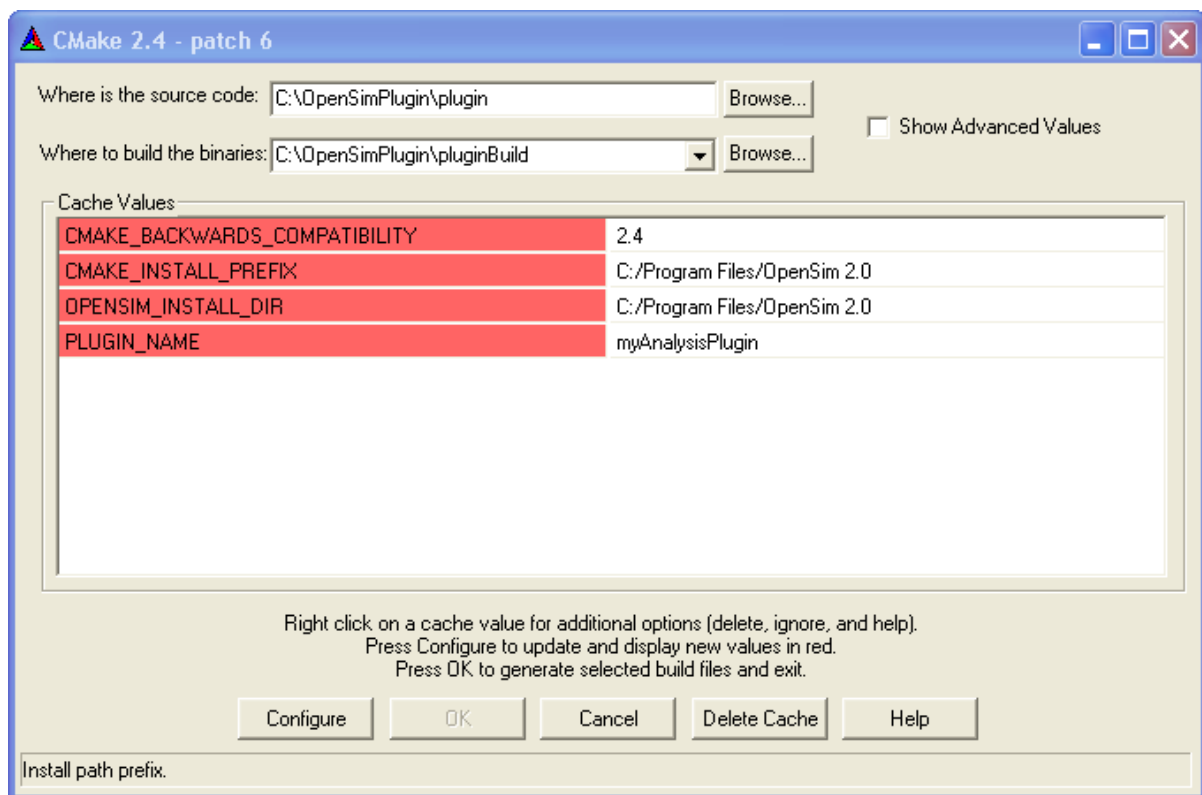 CMake 2.4 - patch 6
Where is the source code: C:\OpenSimPlugin\plugin Browse...
Show Advanced Values
Where to build the binaries: C:\OpenSimPlugin\pluginBuild Browse...
Cache Values
CMAKE_BACKWARDS_COMPATIBILITY 2.4
CMAKE_INSTALL_PREFIX C:/Program Files/OpenSim 2.0
OPENSIM_INSTALL_DIR C:/Program Files/OpenSim 2.0
PLUGIN_NAME myAnalysisPlugin
Right click on a cache value for additional options (delete, ignore, and help).
Press Configure to update and display new values in red.
Press OK to generate selected build files and exit.
Configure OK Cancel Delete Cache Help
Install path prefix.